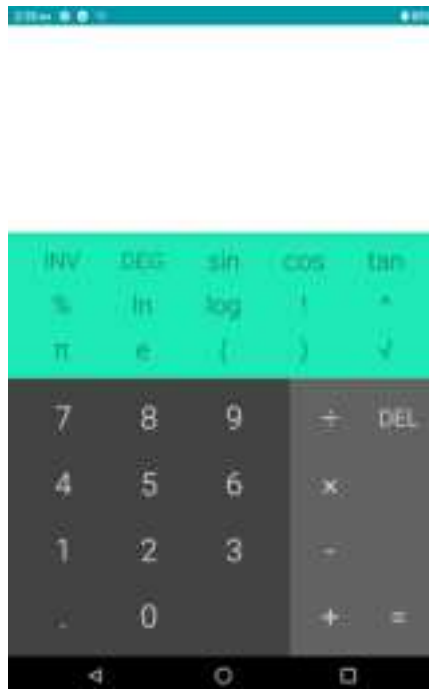 INV DEG sin cos tan
% ln log ! ^
π e ( ) √
7 8 9 ÷ DEL
4 5 6 ×
1 2 3 -
. 0 + =